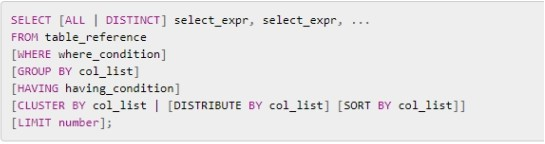 SELECT [ALL | DISTINCT] select_expr, select_expr, ...
FROM table_reference
[WHERE where_condition]
[GROUP BY col_list]
[HAVING having_condition]
[CLUSTER BY col_list | [DISTRIBUTE BY col_list] [SORT BY col_list]]
[LIMIT number];